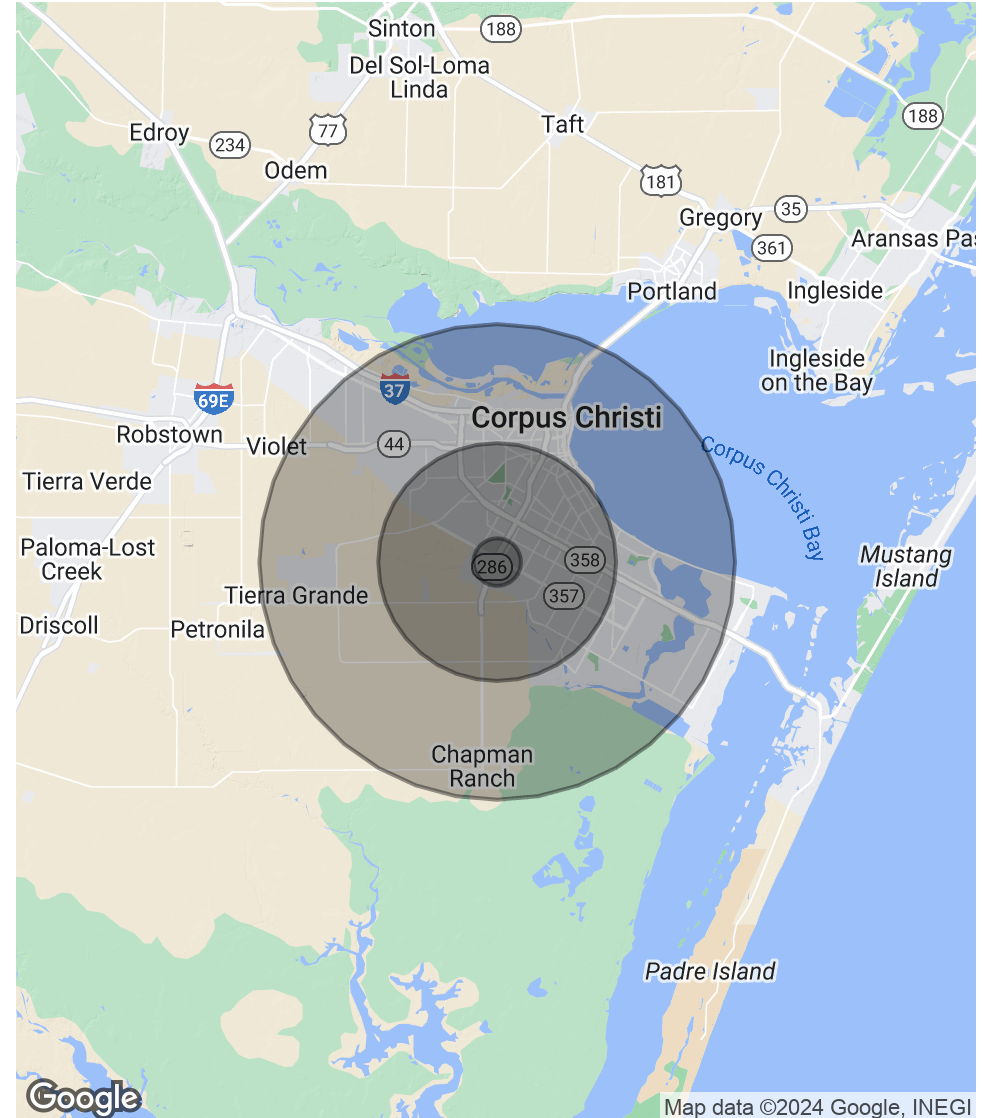 Sinton
188
Del Sol-Loma
Linda
188
Edroy
77
Taft
234
Odem
181
Gregory
35
361
Aransas Pas
Portland
Ingleside
Ingleside
on the Bay
37
69E
Corpus Christi
Robstown
Violet
44
Corpus Christi Bay
Tierra Verde
Paloma-Lost
Creek
Mustang
Island
286
358
Tierra Grande
357
Driscoll
Petronila
Chapman
Ranch
Padre Island
Google
Map data ©2024 Google, INEGI